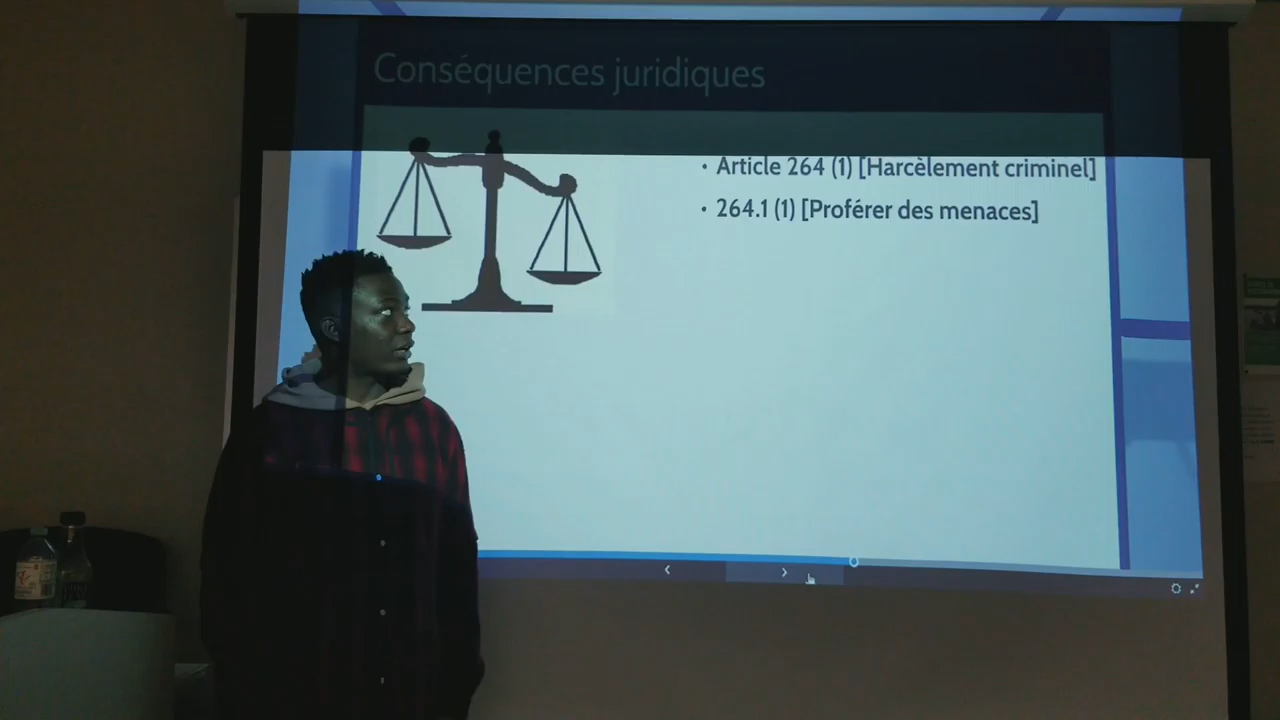 Conséquences juridiques
• Article 264 (1) [Harcèlement criminel]
• 264.1 (1) [Proférer des menaces]